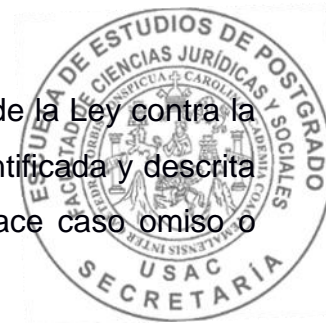 de la Ley contra la
ntificada y descrita
ace caso omiso o
ESCUELA DE ESTUDIOS DE POSTGRADO
FACULTAD DE CIENCIAS JURÍDICAS Y SOCIALES
USAC
SECRETARÍA